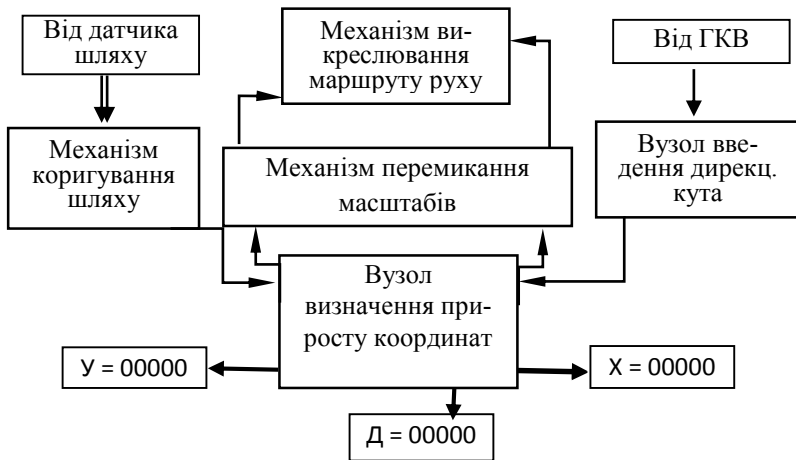 Від датчика
шляху
Механізм ви-
креслювання
маршруту руху
Від ГКВ
Механізм
коригування
шляху
Механізм перемикання
масштабів
Вузол вве-
дення дирекц.
кута
Вузол
визначення при-
росту координат
У = 00000
Х = 00000
Д = 00000